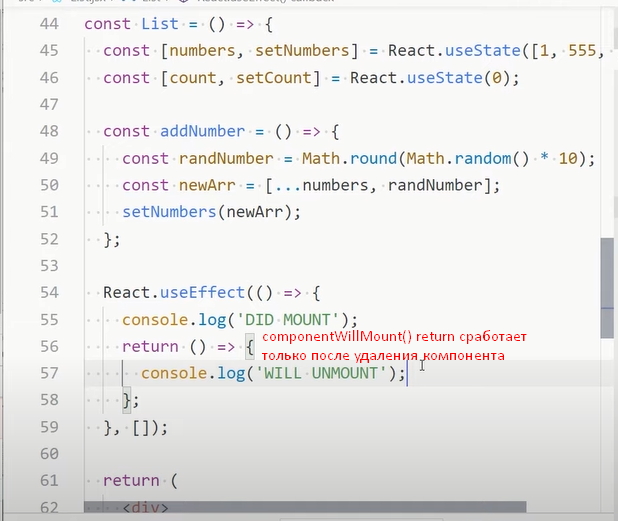 44 const List = () => {
45 const [numbers, setNumbers] = React.useState([1, 555,
46 const [count, setCount] = React.useState(0);
47
48 const addNumber = () => {
49 const randNumber = Math.round(Math.random() * 10);
50 const newArr = [...numbers, randNumber];
51 setNumbers(newArr);
52 };
53
54 React.useEffect(() => {
55 console.log('DID MOUNT');
56 return () => { componentWillMount() return сработает
только после удаления компонента
57 console.log('WILL UNMOUNT');
58 };
59 }, []);
60
61 return (
62 <div>